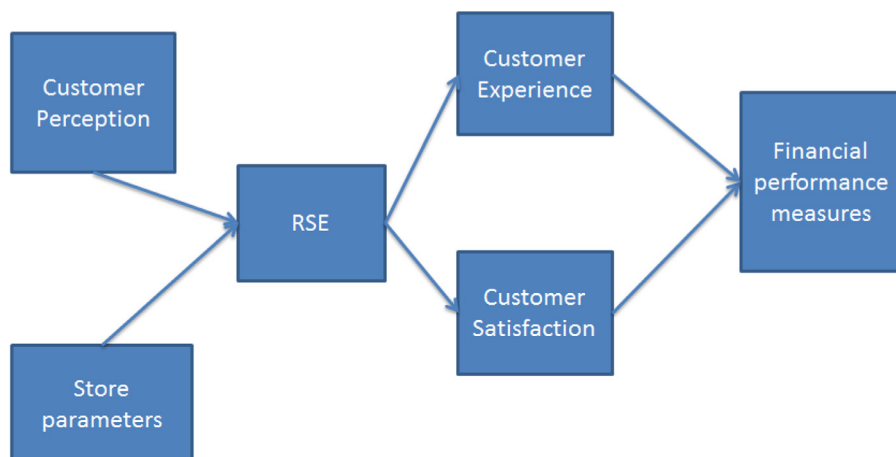 Customer
Perception
Store
parameters
RSE
Customer
Experience
Customer
Satisfaction
Financial
performance
measures